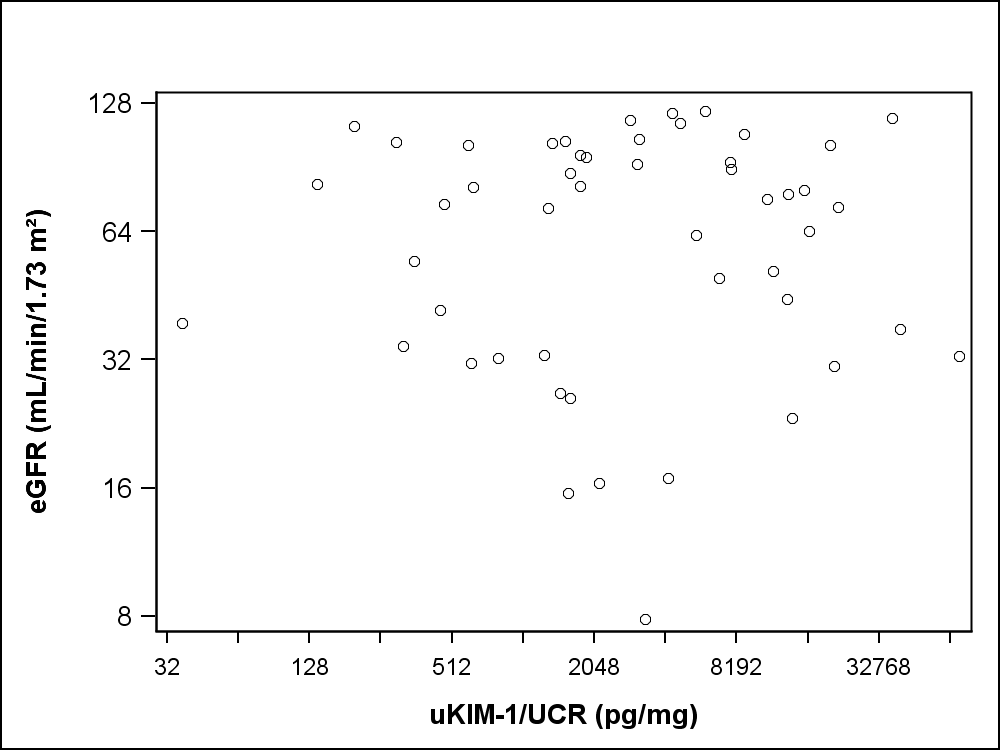 128
64
32
16
8
eGFR (mL/min/1.73 m²)
32 128 512 2048 8192 32768
uKIM-1/UCR (pg/mg)